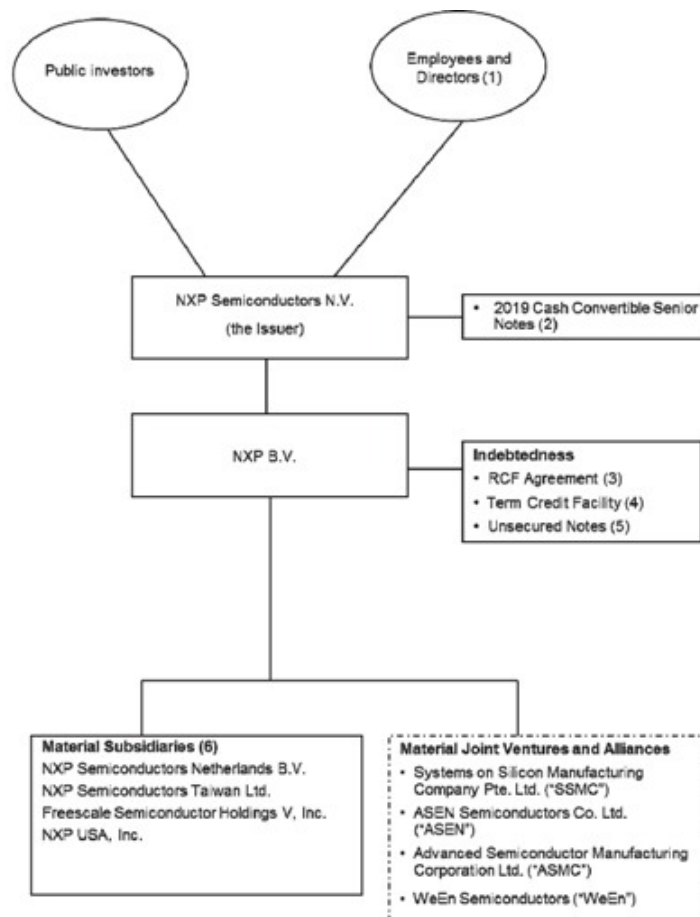 Public investors
Employees and
Directors (1)
NXP Semiconductors N.V.
(the Issuer)
• 2019 Cash Convertible Senior
Notes (2)
NXP B.V.
Indebtedness
• RCF Agreement (3)
• Term Credit Facility (4)
• Unsecured Notes (5)
Material Subsidiaries (6)
NXP Semiconductors Netherlands B.V.
NXP Semiconductors Taiwan Ltd.
Freescale Semiconductor Holdings V, Inc.
NXP USA, Inc.
Material Joint Ventures and Alliances
• Systems on Silicon Manufacturing
Company Pte. Ltd. ("SSMC")
• ASEN Semiconductors Co. Ltd.
("ASEN")
• Advanced Semiconductor Manufacturing
Corporation Ltd. ("ASMC")
• WeEn Semiconductors ("WeEn")